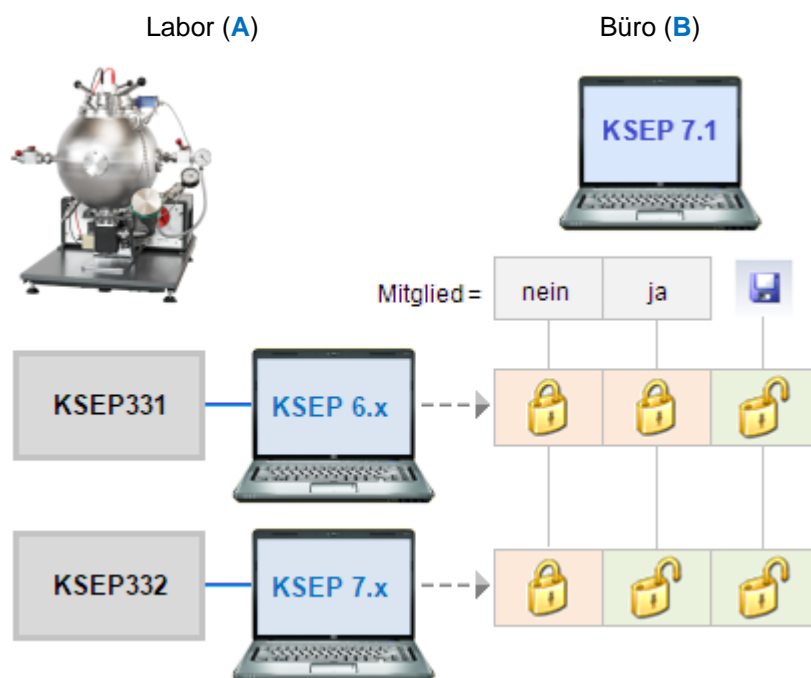 Labor (A)
Büro (B)
KSEP 7.1
Mitglied = nein ja
KSEP331
KSEP 6.x
KSEP332
KSEP 7.x